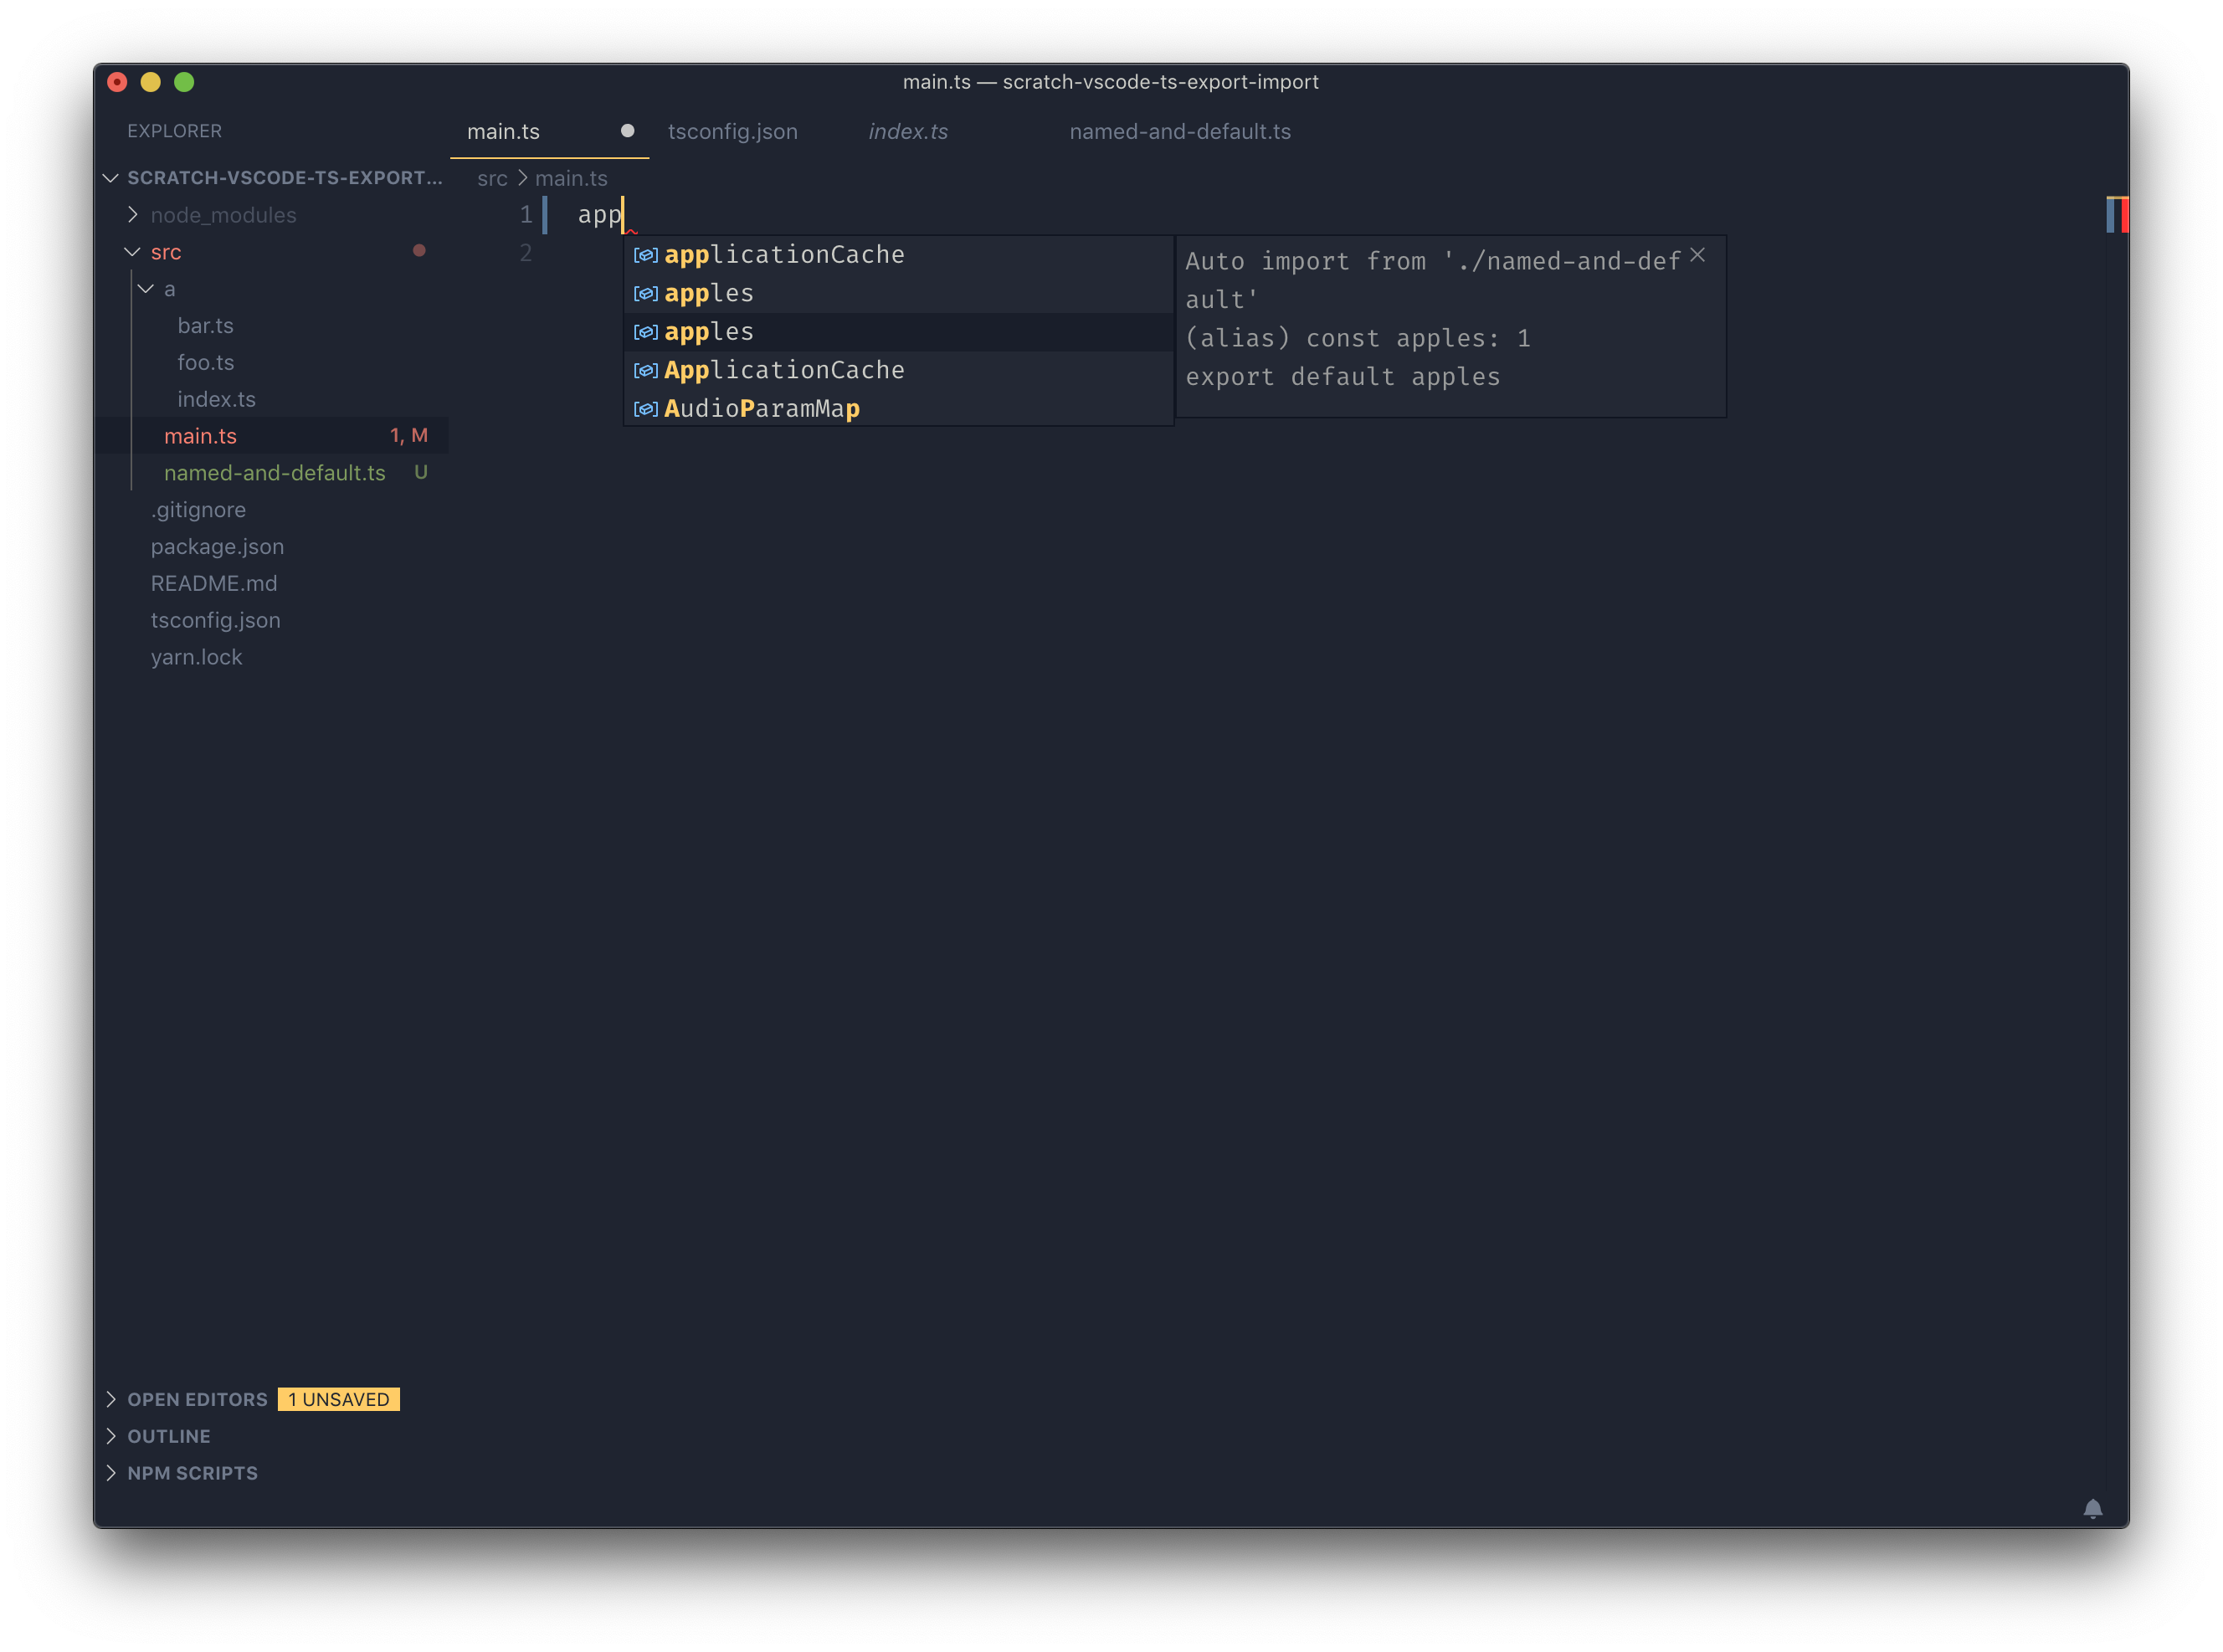 main.ts — scratch-vscode-ts-export-import
EXPLORER
SCRATCH-VSCODE-TS-EXPORT...
node_modules
src
a
bar.ts
foo.ts
index.ts
main.ts 1, M
named-and-default.ts U
.gitignore
package.json
README.md
tsconfig.json
yarn.lock
OPEN EDITORS 1 UNSAVED
OUTLINE
NPM SCRIPTS
main.ts tsconfig.json index.ts named-and-default.ts
src > main.ts
1 app
2
applicationCache
apples
apples
ApplicationCache
AudioParamMap
Auto import from './named-and-def
ault'
(alias) const apples: 1
export default apples